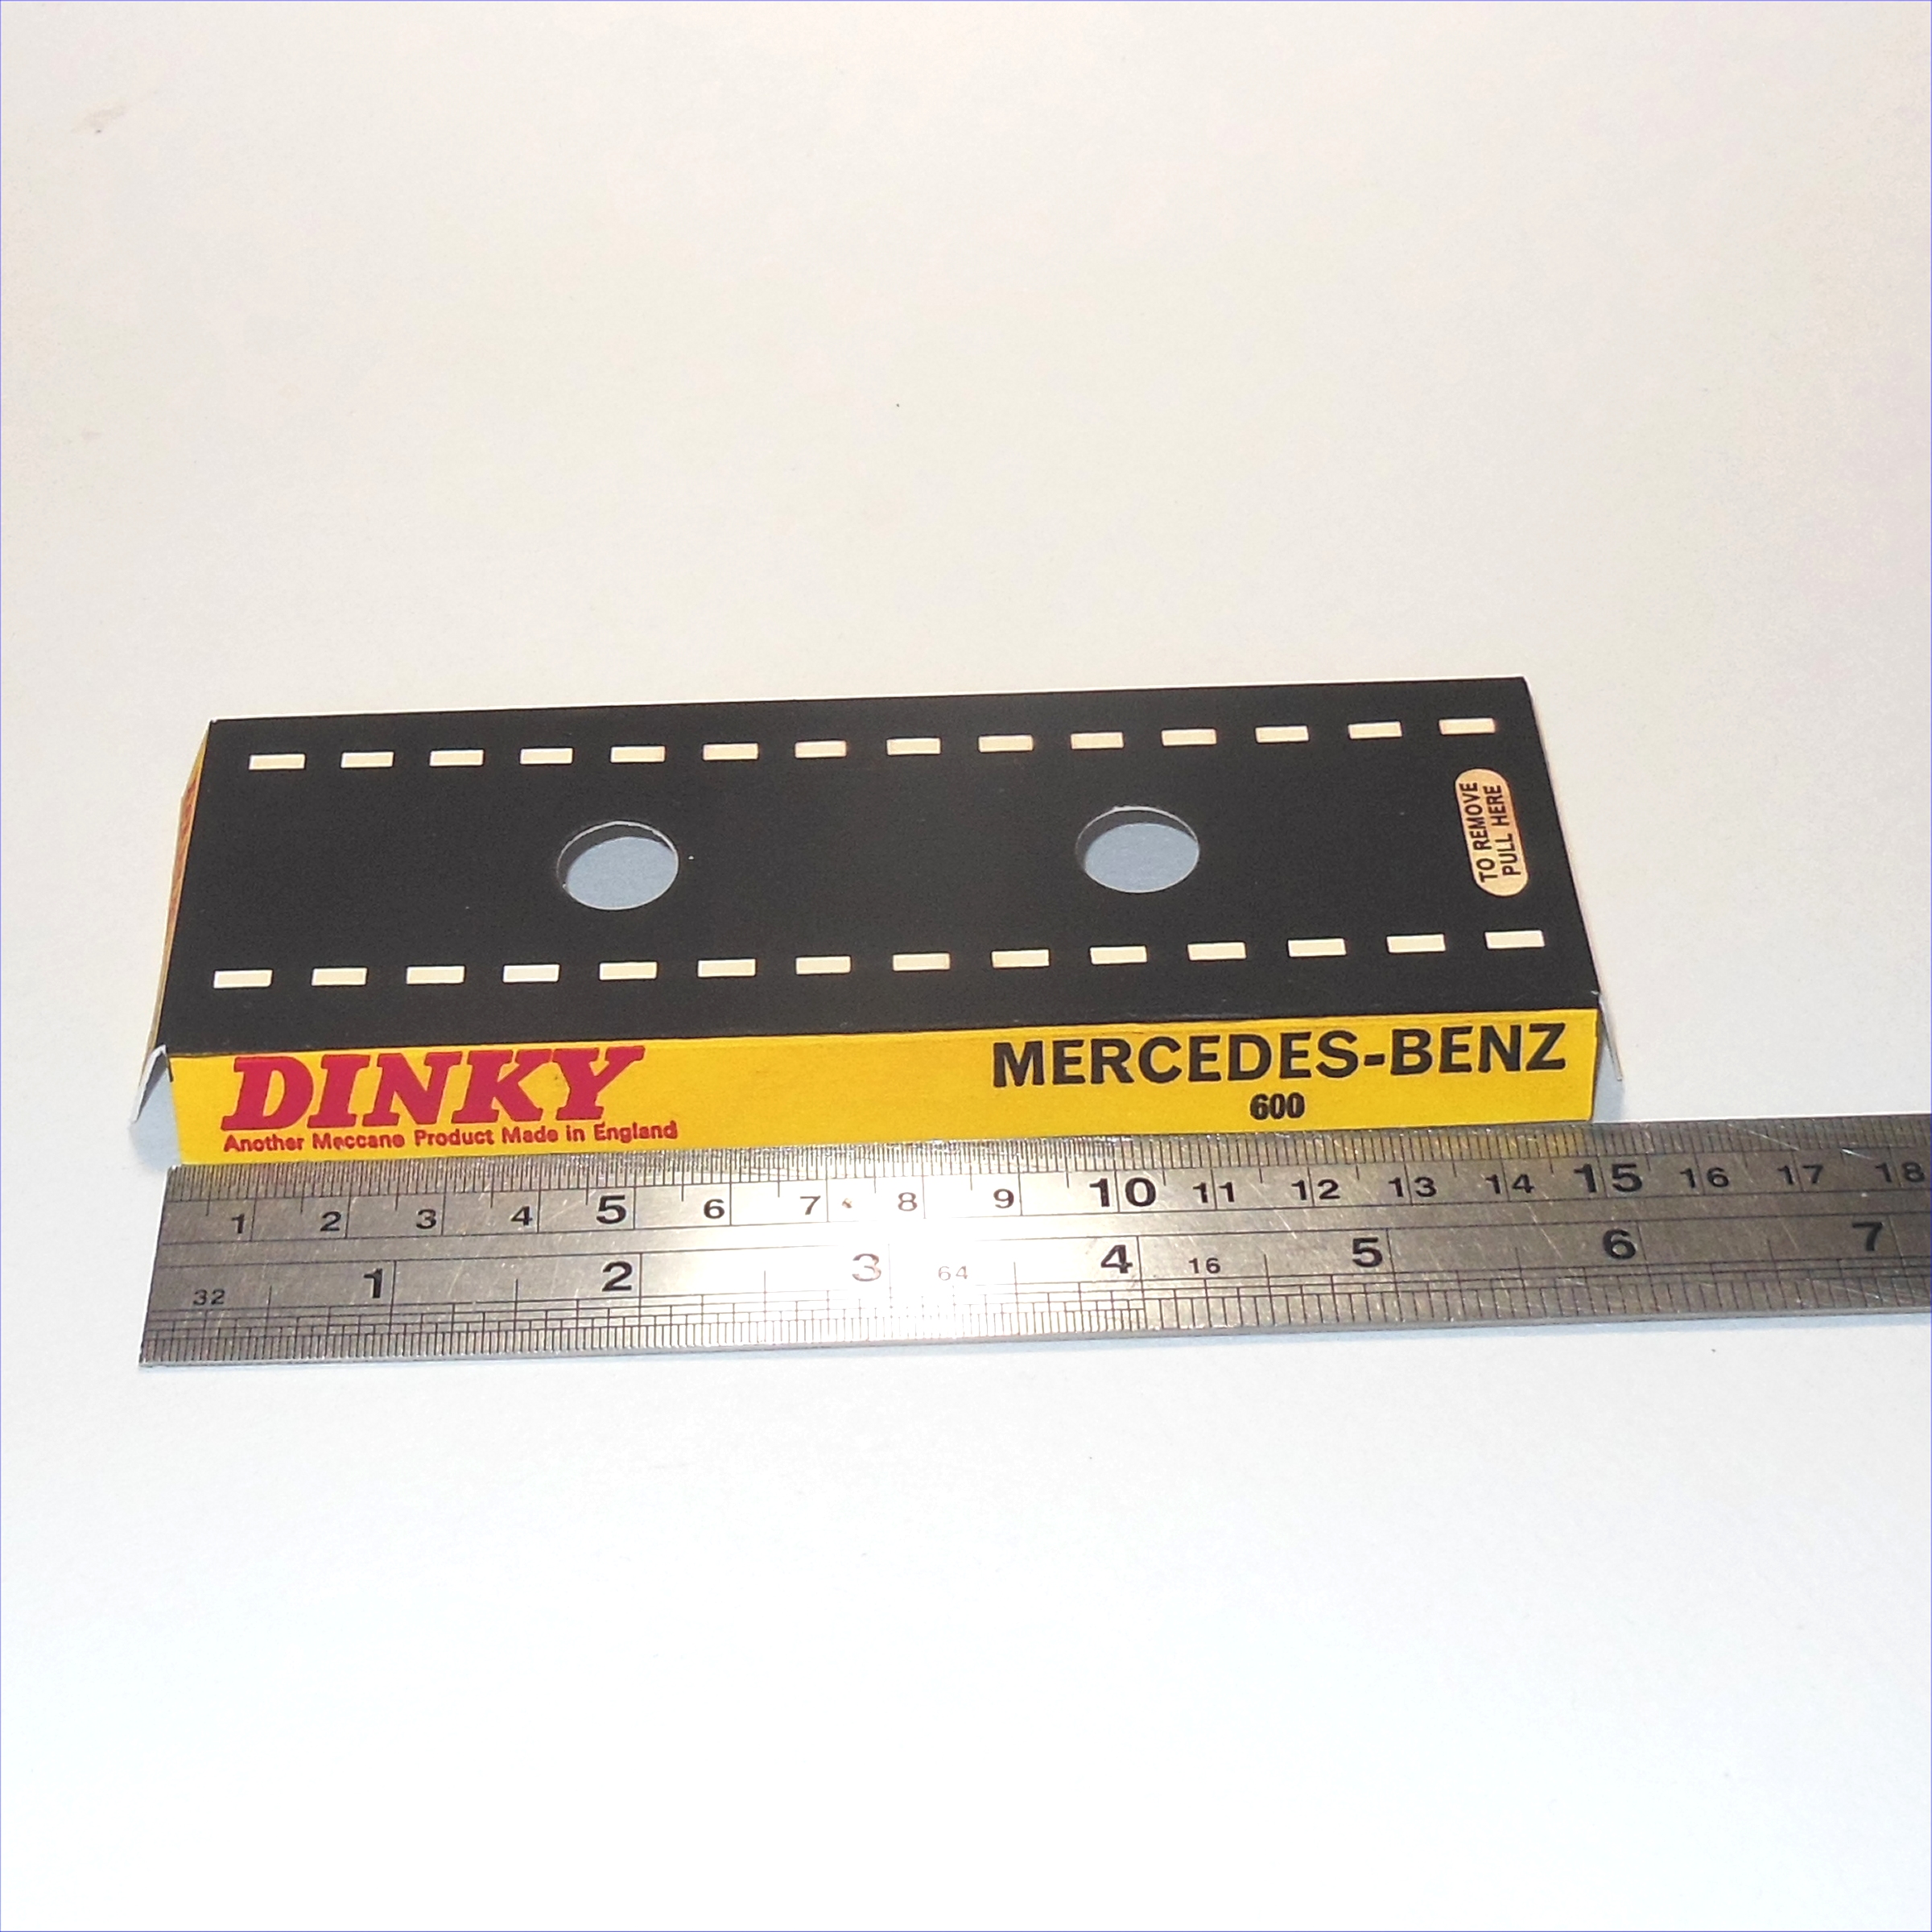 TO REMOVE
PULL HERE
DINKY
Another Meccano Product Made in England
MERCEDES-BENZ
600
1 2 3 4 5 6 7 8 9 10 11 12 13 14 15 16 17 18
1 2 3 4 5 6 7
32 64 16